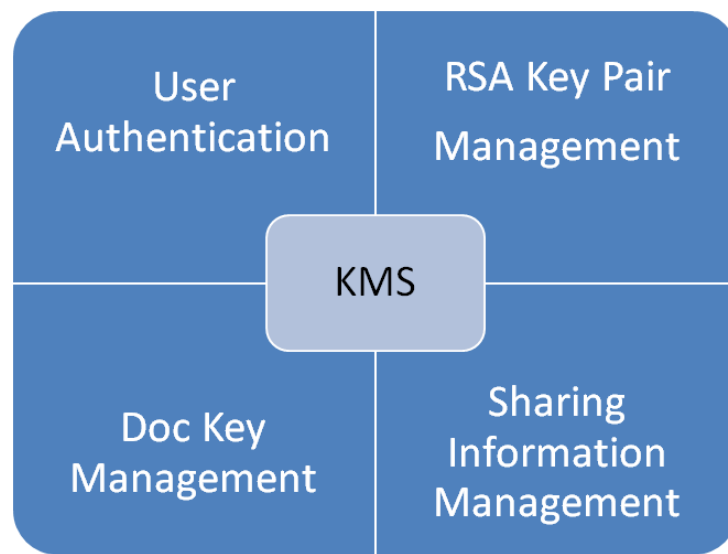 User
Authentication
RSA Key Pair
Management
KMS
Doc Key
Management
Sharing
Information
Management